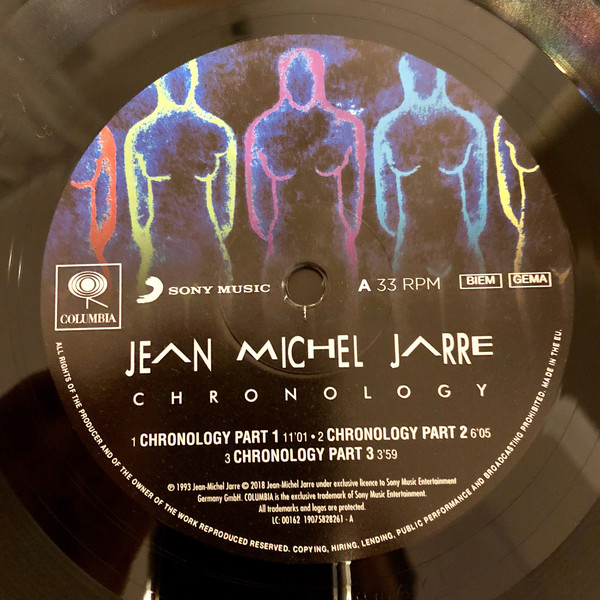 COLUMBIA
SONY MUSIC
A 33 RPM
BIEM GEMA
JEAN MICHEL JARRE
CHRONOLOGY
1 CHRONOLOGY PART 1 11'01 • 2 CHRONOLOGY PART 2 6'05
3 CHRONOLOGY PART 3 3'59
℗ 1993 Jean-Michel Jarre © 2018 Jean-Michel Jarre under exclusive licence to Sony Music Entertainment
Germany GmbH. COLUMBIA is the exclusive trademark of Sony Music Entertainment.
All trademarks and logos are protected.
LC: 00162 19075828261 - A
ALL RIGHTS OF THE PRODUCER AND OF THE OWNER OF THE WORK REPRODUCED RESERVED. COPYING, HIRING, LENDING, PUBLIC PERFORMANCE AND BROADCASTING PROHIBITED. MADE IN THE EU.